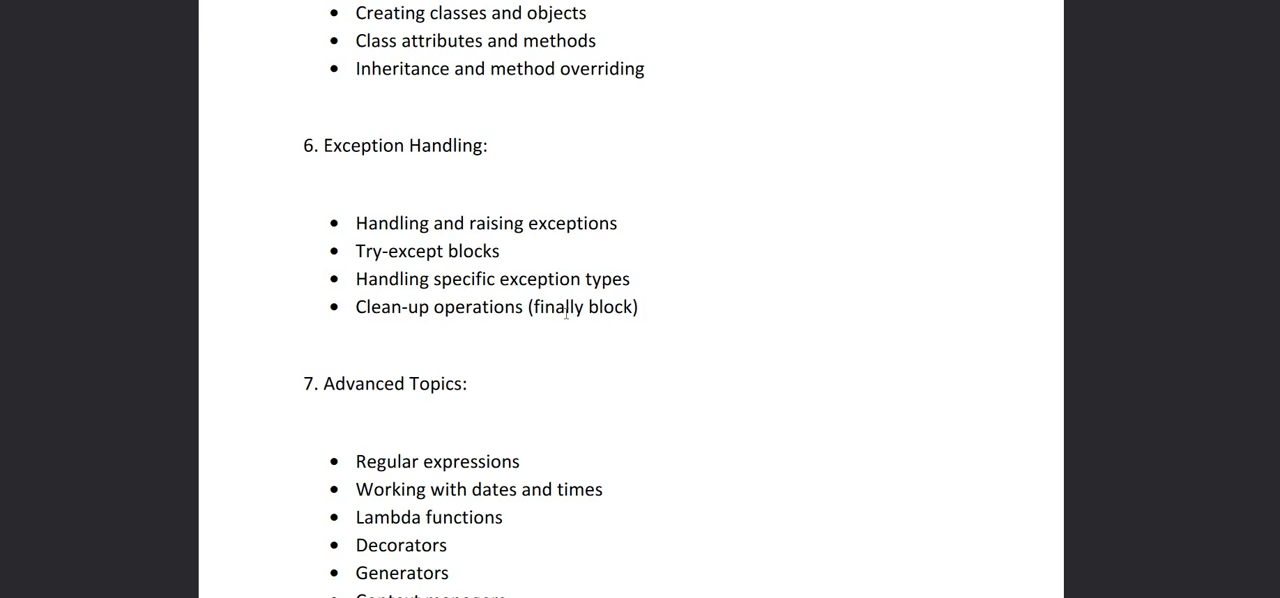 • Creating classes and objects
• Class attributes and methods
• Inheritance and method overriding
6. Exception Handling:
• Handling and raising exceptions
• Try-except blocks
• Handling specific exception types
• Clean-up operations (finally block)
7. Advanced Topics:
• Regular expressions
• Working with dates and times
• Lambda functions
• Decorators
• Generators